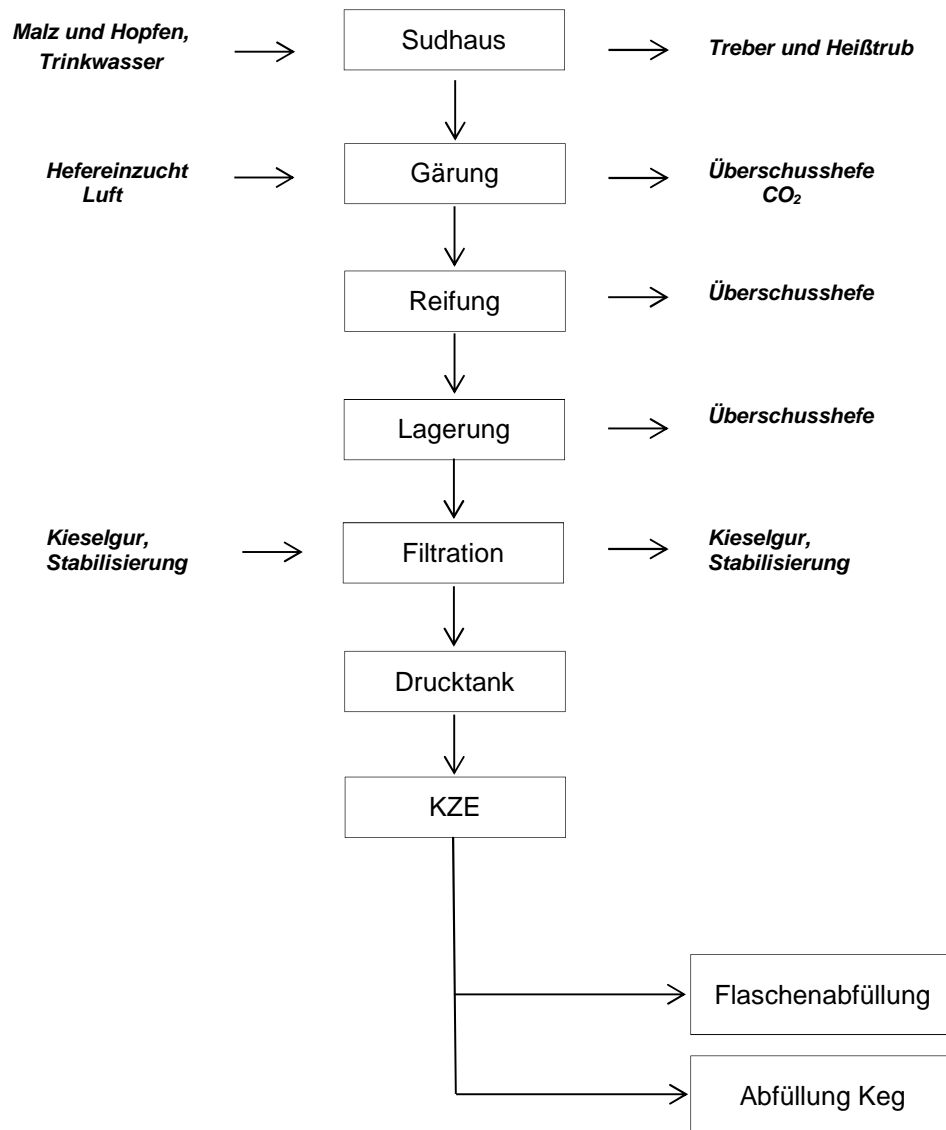 Malz und Hopfen,
Trinkwasser
Sudhaus
Treber und Heißtrub
Hefereinzucht
Luft
Gärung
Überschusshefe
CO₂
Reifung
Überschusshefe
Lagerung
Überschusshefe
Kieselgur,
Stabilisierung
Filtration
Kieselgur,
Stabilisierung
Drucktank
KZE
Flaschenabfüllung
Abfüllung Keg